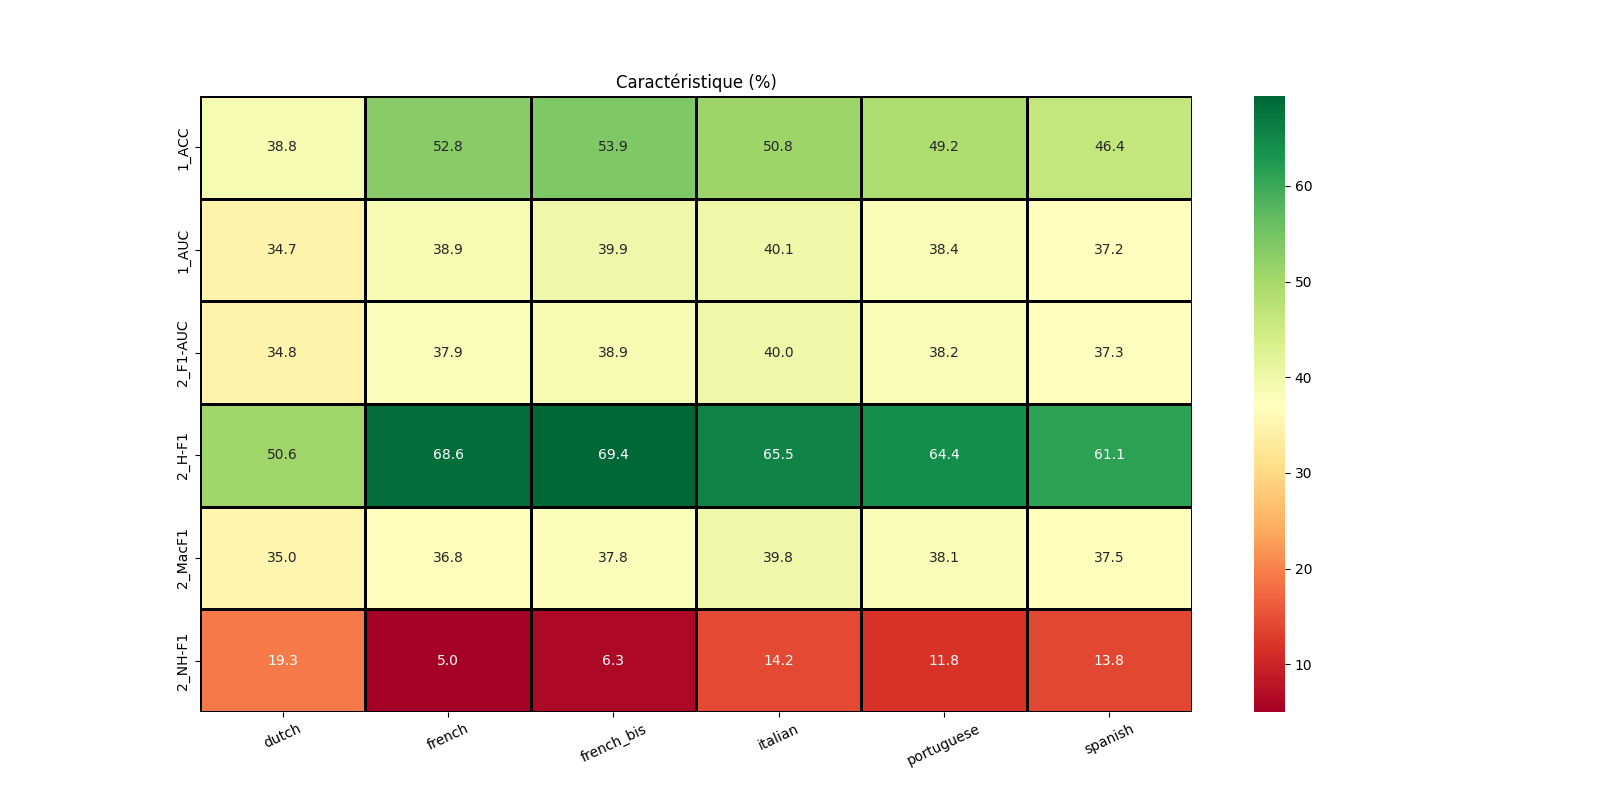 Caractéristique (%)
1_ACC 38.8 52.8 53.9 50.8 49.2 46.4
1_AUC 34.7 38.9 39.9 40.1 38.4 37.2
2_F1-AUC 34.8 37.9 38.9 40.0 38.2 37.3
2_H-F1 50.6 68.6 69.4 65.5 64.4 61.1
2_MacF1 35.0 36.8 37.8 39.8 38.1 37.5
2_NH-F1 19.3 5.0 6.3 14.2 11.8 13.8
dutch french french_bis italian portuguese spanish
60
50
40
30
20
10